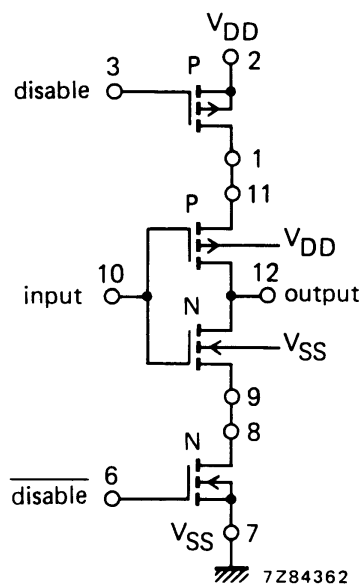 VDD
3
P
2
disable
1
11
P
10
VDD
12
input
output
N
VSS
9
8
N
6
disable
VSS
7
7Z84362